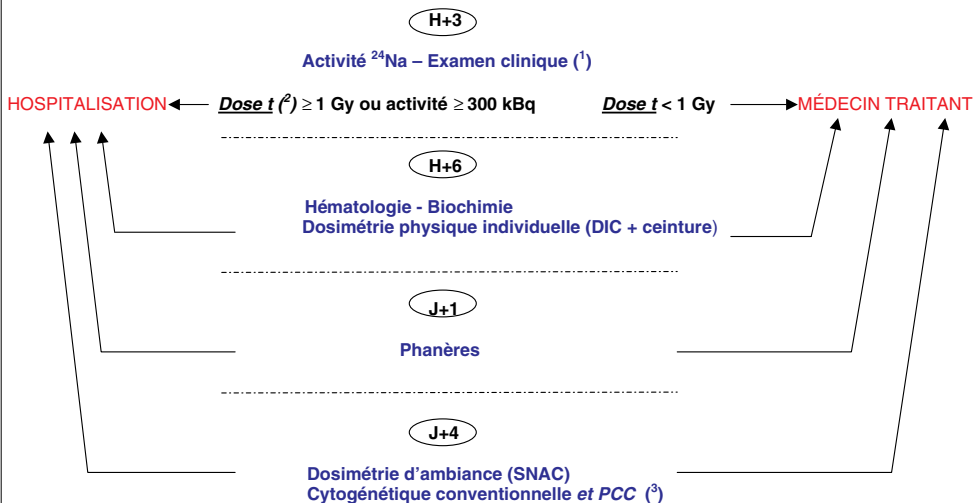 H+3
Activité ²⁴Na – Examen clinique (¹)
HOSPITALISATION Dose t (²) ≥ 1 Gy ou activité ≥ 300 kBq Dose t < 1 Gy MÉDECIN TRAITANT
H+6
Hématologie - Biochimie
Dosimétrie physique individuelle (DIC + ceinture)
J+1
Phanères
J+4
Dosimétrie d'ambiance (SNAC)
Cytogénétique conventionnelle et PCC (³)